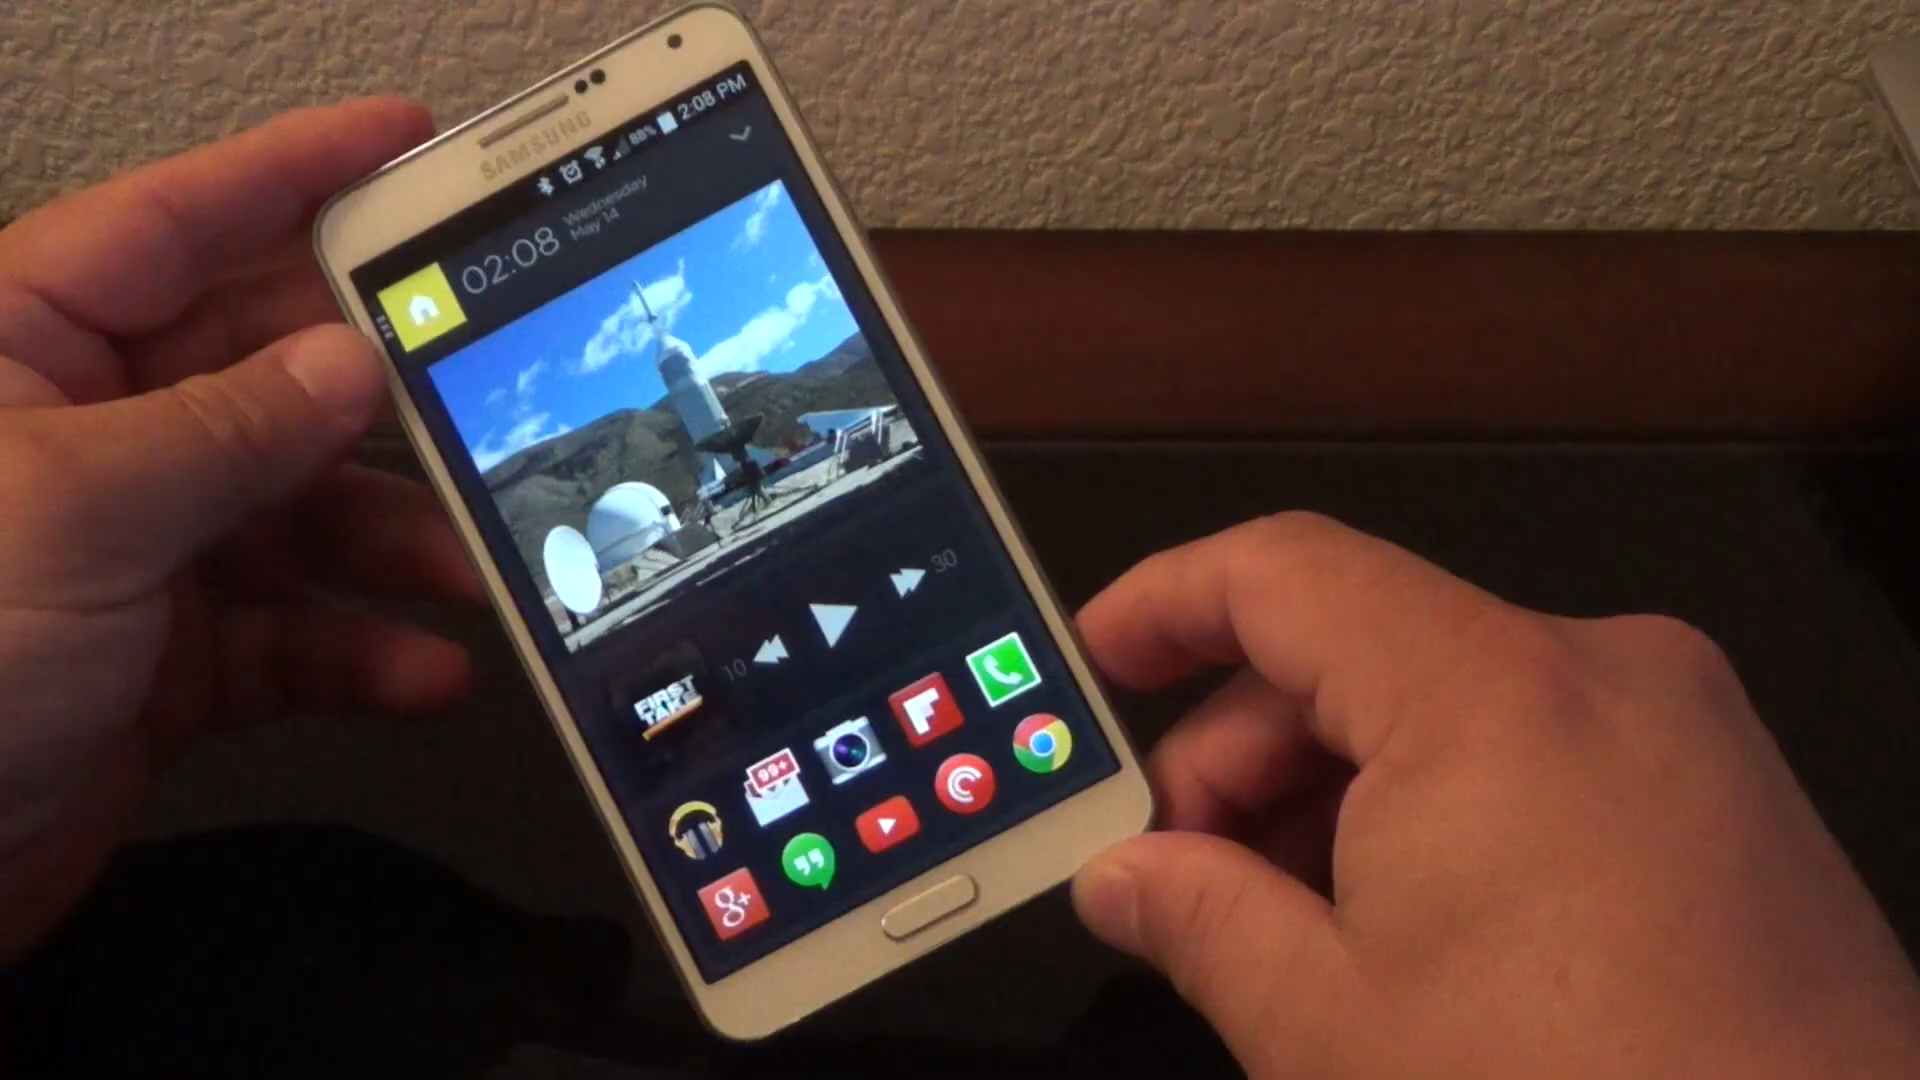 SAMSUNG
88% 2:08 PM
02:08
Wednesday
May 14
10
30
FIRST
TAKE
99+
g+